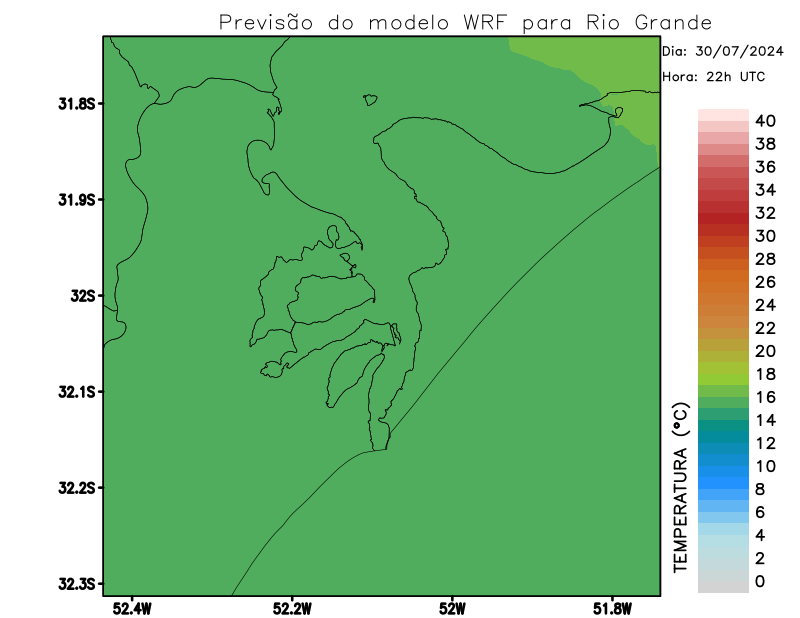 Previsão do modelo WRF para Rio Grande
Dia: 30/07/2024
Hora: 22h UTC
31.8S
31.9S
32S
32.1S
32.2S
32.3S
52.4W
52.2W
52W
51.8W
TEMPERATURA (°C)
40
38
36
34
32
30
28
26
24
22
20
18
16
14
12
10
8
6
4
2
0